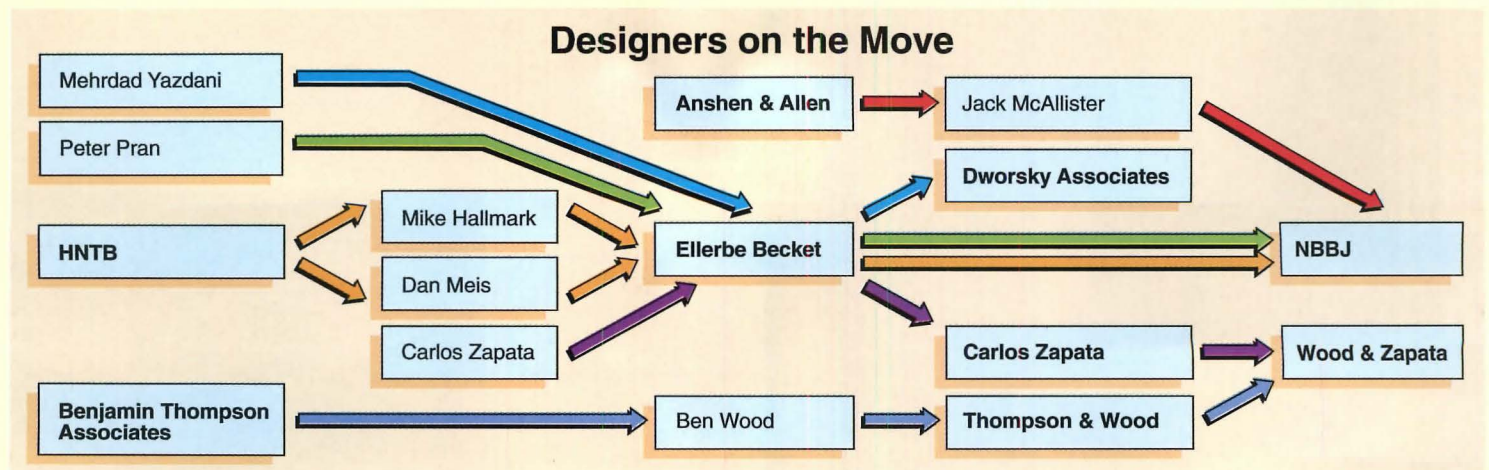 Designers on the Move
Mehrdad Yazdani
Peter Pran
HNTB
Benjamin Thompson
Associates
Mike Hallmark
Dan Meis
Carlos Zapata
Anshen & Allen
Ellerbe Becket
Ben Wood
Jack McAllister
Dworsky Associates
Carlos Zapata
Thompson & Wood
NBBJ
Wood & Zapata